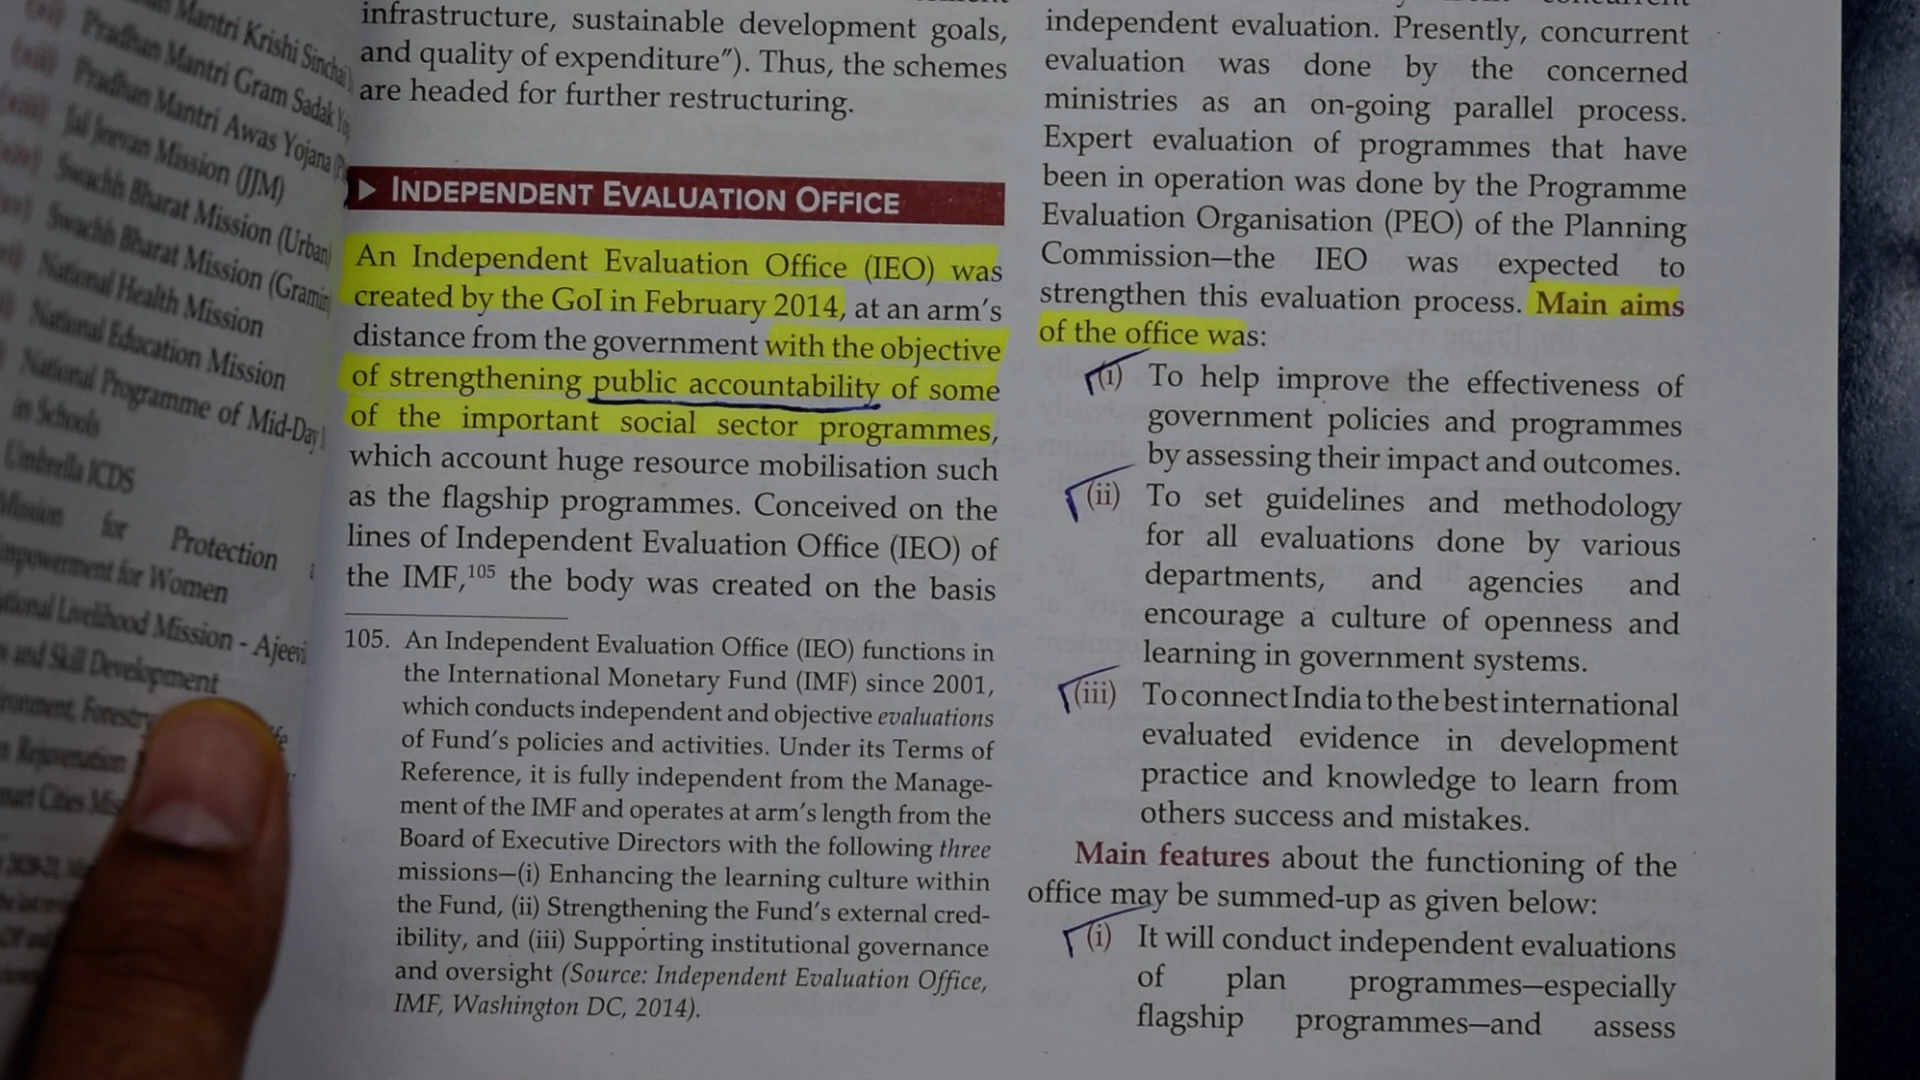 Mantri Krishi Sinchai
Pradhan Mantri Gram Sadak Yoj
Pradhan Mantri Awas Yojana (P
Jal Jeevan Mission (JJM)
Swachh Bharat Mission (Urban)
Swachh Bharat Mission (Gramin
National Health Mission
National Education Mission
National Programme of Mid-Day
in Schools
Umbrella ICDS
Mission for Protection
Empowerment for Women
National Livelihood Mission - Ajeevi
and Skill Development
Forestry
Rejuvenation
Cities
infrastructure, sustainable development goals,
and quality of expenditure"). Thus, the schemes
are headed for further restructuring.
▶ INDEPENDENT EVALUATION OFFICE
An Independent Evaluation Office (IEO) was
created by the GoI in February 2014, at an arm's
distance from the government with the objective
of strengthening public accountability of some
of the important social sector programmes,
which account huge resource mobilisation such
as the flagship programmes. Conceived on the
lines of Independent Evaluation Office (IEO) of
the IMF,105 the body was created on the basis
105. An Independent Evaluation Office (IEO) functions in
the International Monetary Fund (IMF) since 2001,
which conducts independent and objective evaluations
of Fund's policies and activities. Under its Terms of
Reference, it is fully independent from the Manage-
ment of the IMF and operates at arm's length from the
Board of Executive Directors with the following three
missions—(i) Enhancing the learning culture within
the Fund, (ii) Strengthening the Fund's external cred-
ibility, and (iii) Supporting institutional governance
and oversight (Source: Independent Evaluation Office,
IMF, Washington DC, 2014).
independent evaluation. Presently, concurrent
evaluation was done by the concerned
ministries as an on-going parallel process.
Expert evaluation of programmes that have
been in operation was done by the Programme
Evaluation Organisation (PEO) of the Planning
Commission—the IEO was expected to
strengthen this evaluation process. Main aims
of the office was:
(i) To help improve the effectiveness of
government policies and programmes
by assessing their impact and outcomes.
(ii) To set guidelines and methodology
for all evaluations done by various
departments, and agencies and
encourage a culture of openness and
learning in government systems.
(iii) To connect India to the best international
evaluated evidence in development
practice and knowledge to learn from
others success and mistakes.
Main features about the functioning of the
office may be summed-up as given below:
(i) It will conduct independent evaluations
of plan programmes—especially
flagship programmes—and assess